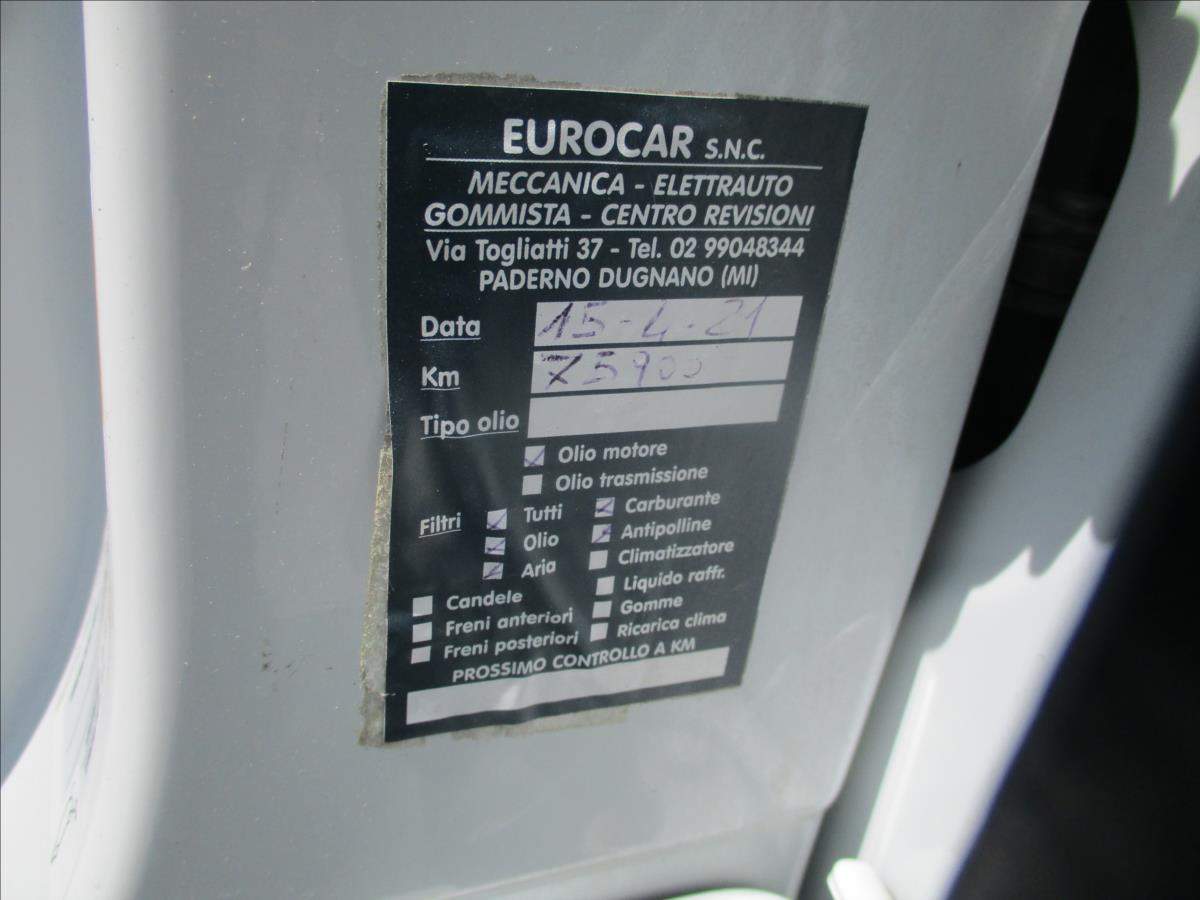 EUROCAR S.N.C.
MECCANICA - ELETTRAUTO
GOMMISTA - CENTRO REVISIONI
Via Togliatti 37 - Tel. 02 99048344
PADERNO DUGNANO (MI)
Data 15-4-21
Km 75900
Tipo olio
Olio motore
Olio trasmissione
Filtri Tutti Carburante
Olio Antipolline
Aria Climatizzatore
Candele Liquido raffr.
Freni anteriori Gomme
Freni posteriori Ricarica clima
PROSSIMO CONTROLLO A KM